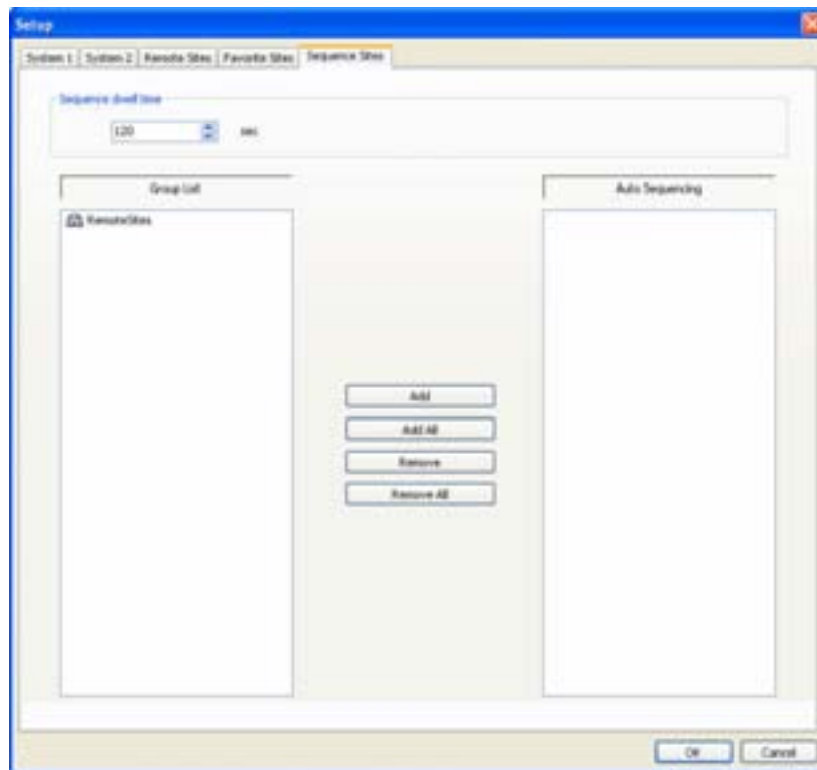 Setup
System 1 System 2 Remote Sites Favorite Sites Sequence Sites
Sequence dwell time
120 sec
Group List Auto Sequencing
RemoteSites
Add
Add All
Remove
Remove All
OK Cancel